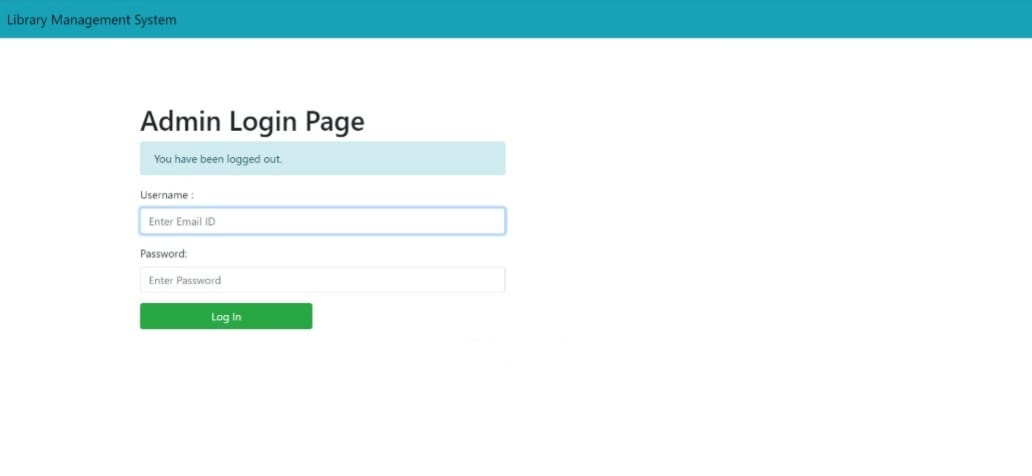 Library Management System
Admin Login Page
You have been logged out.
Username :
Enter Email ID
Password:
Enter Password
Log In